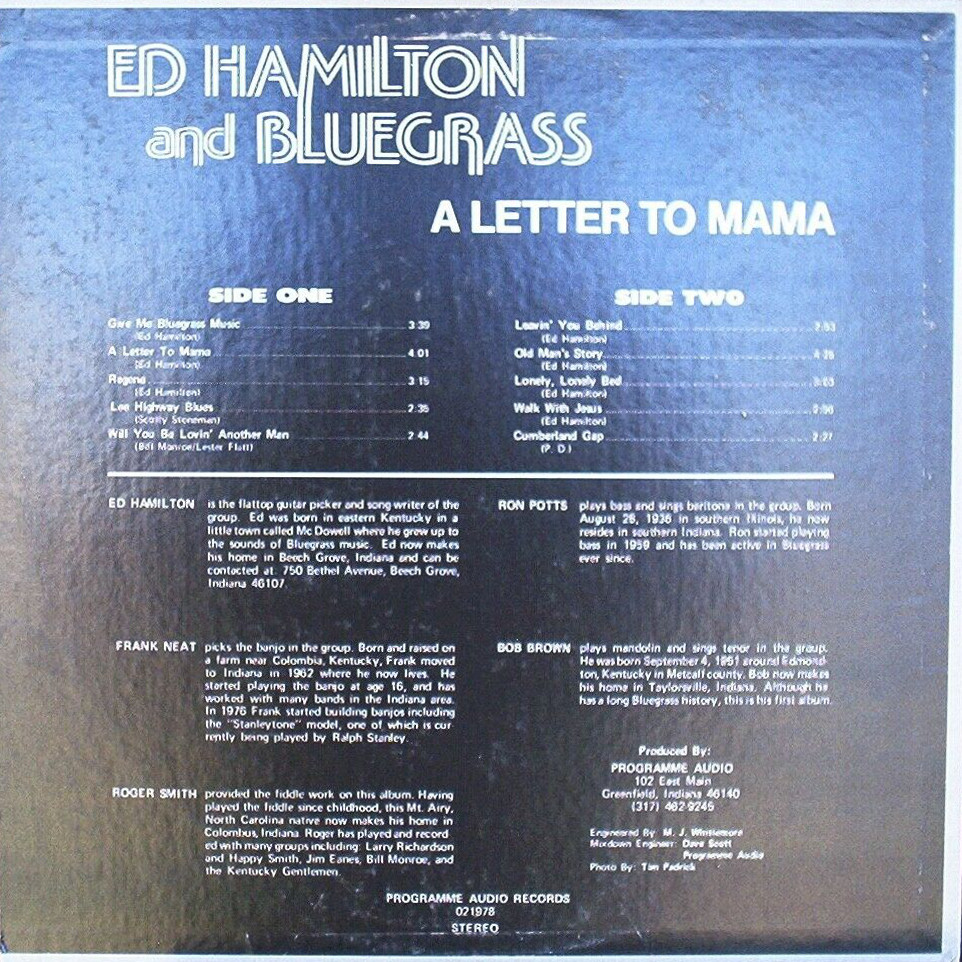 ED HAMILTON
and BLUEGRASS
A LETTER TO MAMA
SIDE ONE
Give Me Bluegrass Music 3:39
(Ed Hamilton)
A Letter To Mama 4:01
(Ed Hamilton)
Regena 3:15
(Ed Hamilton)
Lee Highway Blues 2:35
(Scotty Stoneman)
Will You Be Lovin' Another Man 2:44
(Bill Monroe/Lester Flatt)
SIDE TWO
Leavin' You Behind
(Ed Hamilton)
Old Man's Story
(Ed Hamilton)
Lonely, Lonely Bed
(Ed Hamilton)
Walk With Jesus
(Ed Hamilton)
Cumberland Gap 2:27
(P. D.)
ED HAMILTON is the flattop guitar picker and song writer of the
group. Ed was born in eastern Kentucky in a
little town called Mc Dowell where he grew up to
the sounds of Bluegrass music. Ed now makes
his home in Beech Grove, Indiana and can be
contacted at: 750 Bethel Avenue, Beech Grove,
Indiana 46107.
FRANK NEAT picks the banjo in the group. Born and raised on
a farm near Colombia, Kentucky, Frank moved
to Indiana in 1962 where he now lives. He
started playing the banjo at age 16, and has
worked with many bands in the Indiana area.
In 1976 Frank started building banjos including
the "Stanleytone" model, one of which is cur-
rently being played by Ralph Stanley.
ROGER SMITH provided the fiddle work on this album. Having
played the fiddle since childhood, this Mt. Airy,
North Carolina native now makes his home in
Colombus, Indiana. Roger has played and record-
ed with many groups including: Larry Richardson
and Happy Smith, Jim Eanes, Bill Monroe, and
the Kentucky Gentlemen.
RON POTTS plays bass and sings baritone in the group. Born
August 28, in southern Illinois, he now
resides in southern Indiana. Ron started playing
bass in 1959 and has been active in Bluegrass
ever since.
BOB BROWN plays mandolin and sings tenor in the group.
He was born September 4, 1951 around Edmond-
ton, Kentucky in Metcalf county. Bob now makes
his home in Taylorsville, Indiana. Although he
has a long Bluegrass history, this is his first album.
Produced By:
PROGRAMME AUDIO
102 East Main
Greenfield, Indiana 46140
(317) 462-9245
Engineered By: M. J. Whittemore
Mixdown Engineer: Dave Scott
Programme Audio
Photo By: Tim Padrick
PROGRAMME AUDIO RECORDS
021978
STEREO